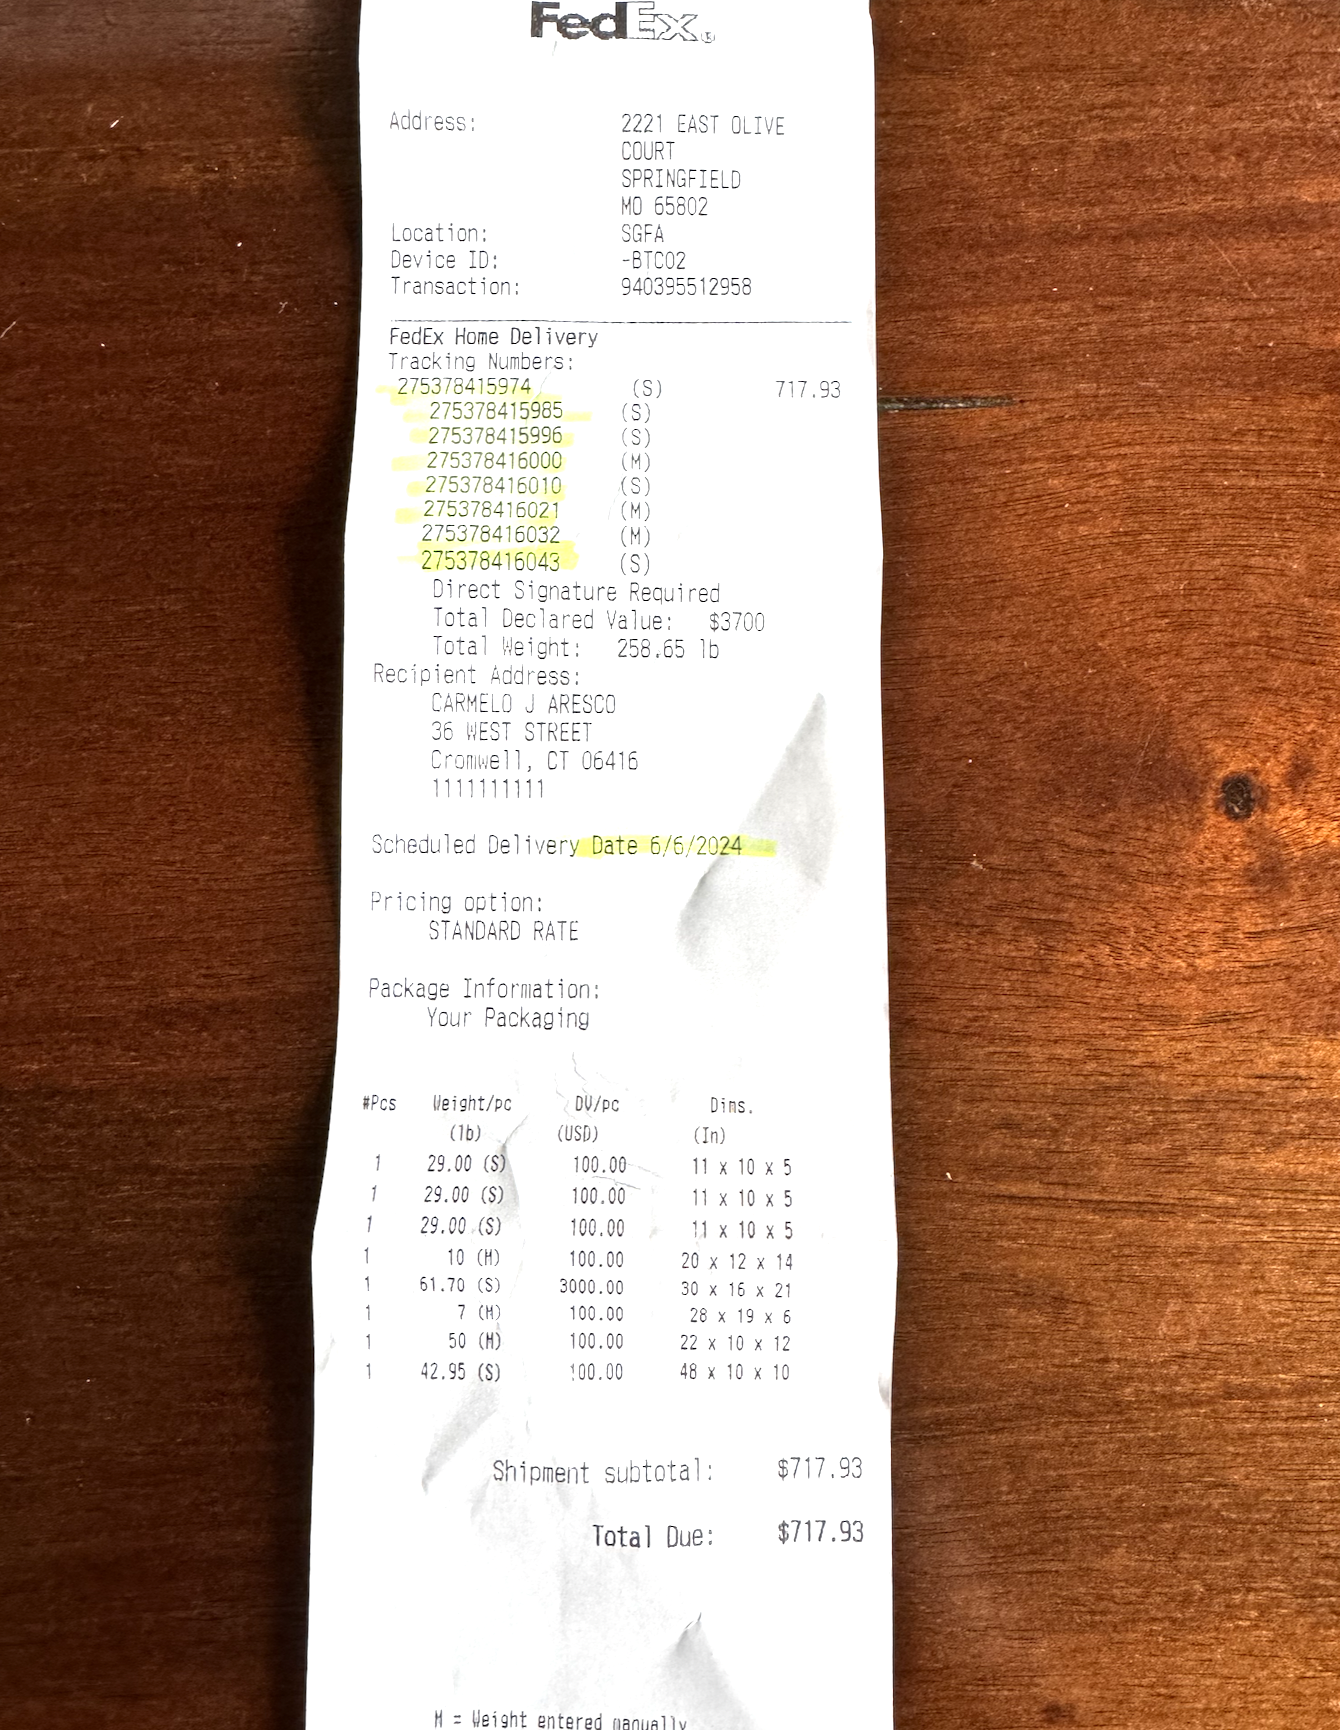 FedEx®
Address: 2221 EAST OLIVE
COURT
SPRINGFIELD
MO 65802
Location: SGFA
Device ID: -BTC02
Transaction: 940395512958
FedEx Home Delivery
Tracking Numbers:
275378415974 (S) 717.93
275378415985 (S)
275378415996 (S)
275378416000 (M)
275378416010 (S)
275378416021 (M)
275378416032 (M)
275378416043 (S)
Direct Signature Required
Total Declared Value: $3700
Total Weight: 258.65 lb
Recipient Address:
CARMELO J ARESCO
36 WEST STREET
Cromwell, CT 06416
1111111111
Scheduled Delivery Date 6/6/2024
Pricing option:
STANDARD RATE
Package Information:
Your Packaging
#Pcs Weight/pc DV/pc Dims.
(lb) (USD) (In)
1 29.00 (S) 100.00 11 x 10 x 5
1 29.00 (S) 100.00 11 x 10 x 5
1 29.00 (S) 100.00 11 x 10 x 5
1 10 (M) 100.00 20 x 12 x 14
1 61.70 (S) 3000.00 30 x 16 x 21
1 7 (M) 100.00 28 x 19 x 6
1 50 (M) 100.00 22 x 10 x 12
1 42.95 (S) 100.00 48 x 10 x 10
Shipment subtotal: $717.93
Total Due: $717.93
M = Weight entered manually